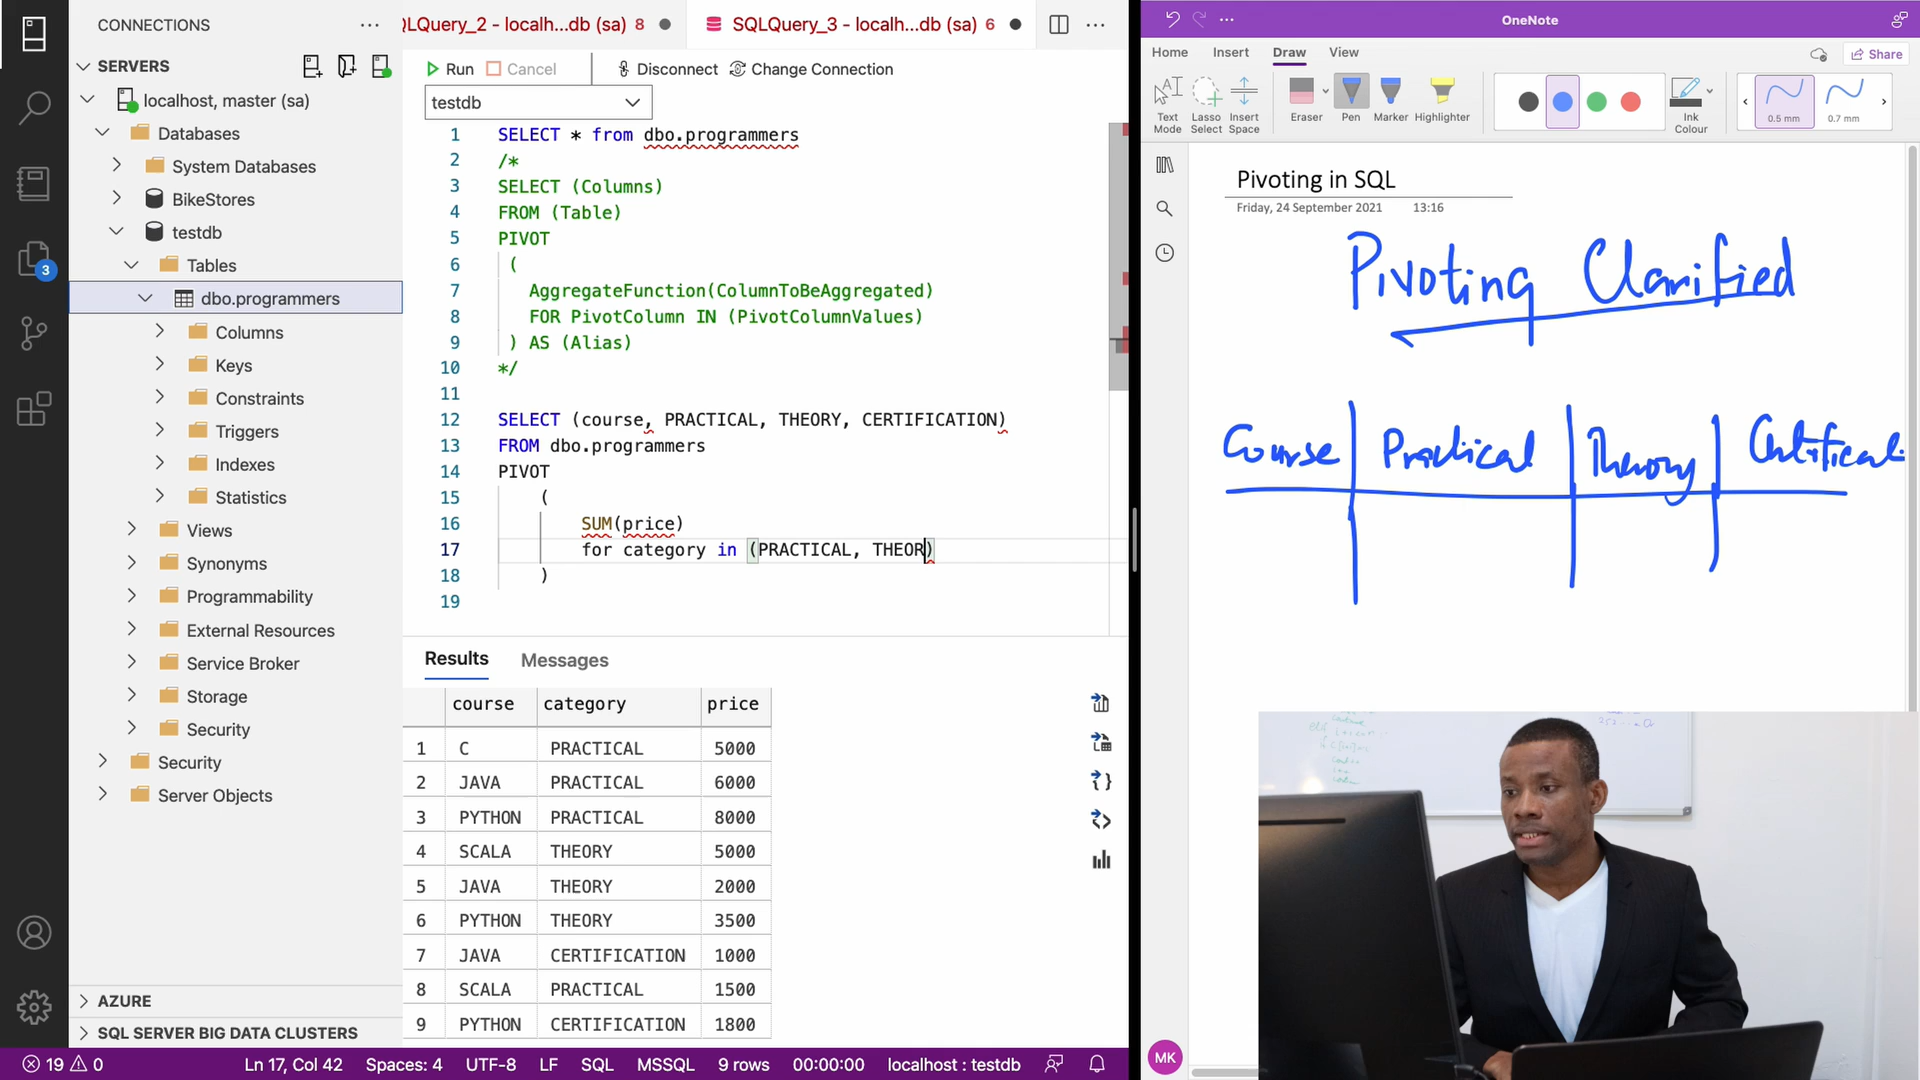 CONNECTIONS
SERVERS
localhost, master (sa)
Databases
System Databases
BikeStores
testdb
Tables
dbo.programmers
Columns
Keys
Constraints
Triggers
Indexes
Statistics
Views
Synonyms
Programmability
External Resources
Service Broker
Storage
Security
Security
Server Objects
AZURE
SQL SERVER BIG DATA CLUSTERS
3
QLQuery_2 - localh...db (sa) 8
SQLQuery_3 - localh...db (sa) 6
Run Cancel Disconnect Change Connection
testdb
1 SELECT * from dbo.programmers
2 /*
3 SELECT (Columns)
4 FROM (Table)
5 PIVOT
6 (
7 AggregateFunction(ColumnToBeAggregated)
8 FOR PivotColumn IN (PivotColumnValues)
9 ) AS (Alias)
10 */
11
12 SELECT (course, PRACTICAL, THEORY, CERTIFICATION)
13 FROM dbo.programmers
14 PIVOT
15 (
16 SUM(price)
17 for category in (PRACTICAL, THEOR)
18 )
19
Results Messages
course category price
1 C PRACTICAL 5000
2 JAVA PRACTICAL 6000
3 PYTHON PRACTICAL 8000
4 SCALA THEORY 5000
5 JAVA THEORY 2000
6 PYTHON THEORY 3500
7 JAVA CERTIFICATION 1000
8 SCALA PRACTICAL 1500
9 PYTHON CERTIFICATION 1800
19 0 Ln 17, Col 42 Spaces: 4 UTF-8 LF SQL MSSQL 9 rows 00:00:00 localhost : testdb
OneNote
Home Insert Draw View
Share
Text Mode
Lasso Select
Insert Space
Eraser
Pen
Marker
Highlighter
Ink Colour
0.5 mm
0.7 mm
Pivoting in SQL
Friday, 24 September 2021 13:16
Pivoting Clarified
Course Practical Theory
MK